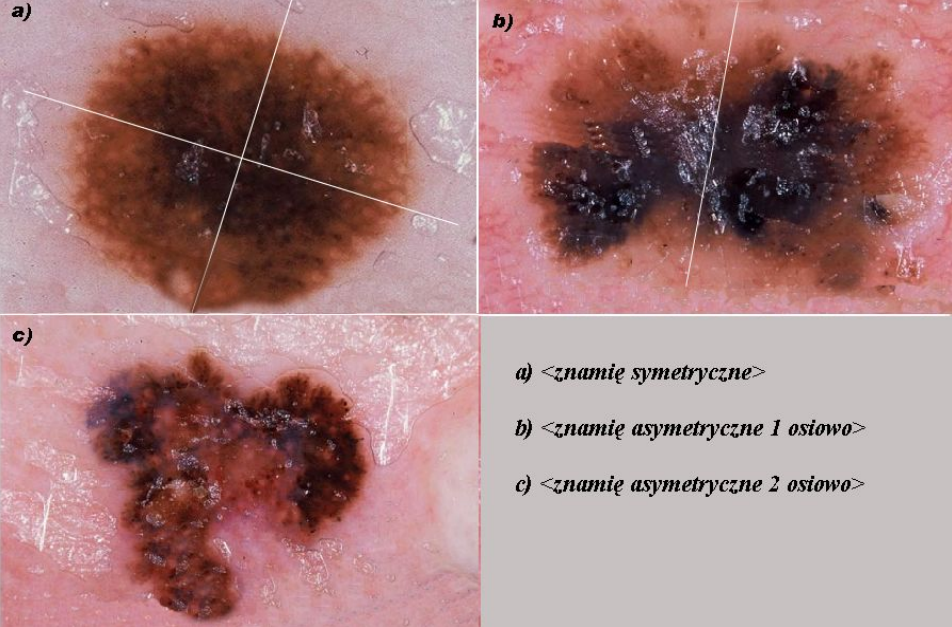 a)
b)
c)
a) <znamię symetryczne>
b) <znamię asymetryczne 1 osiowo>
c) <znamię asymetryczne 2 osiowo>